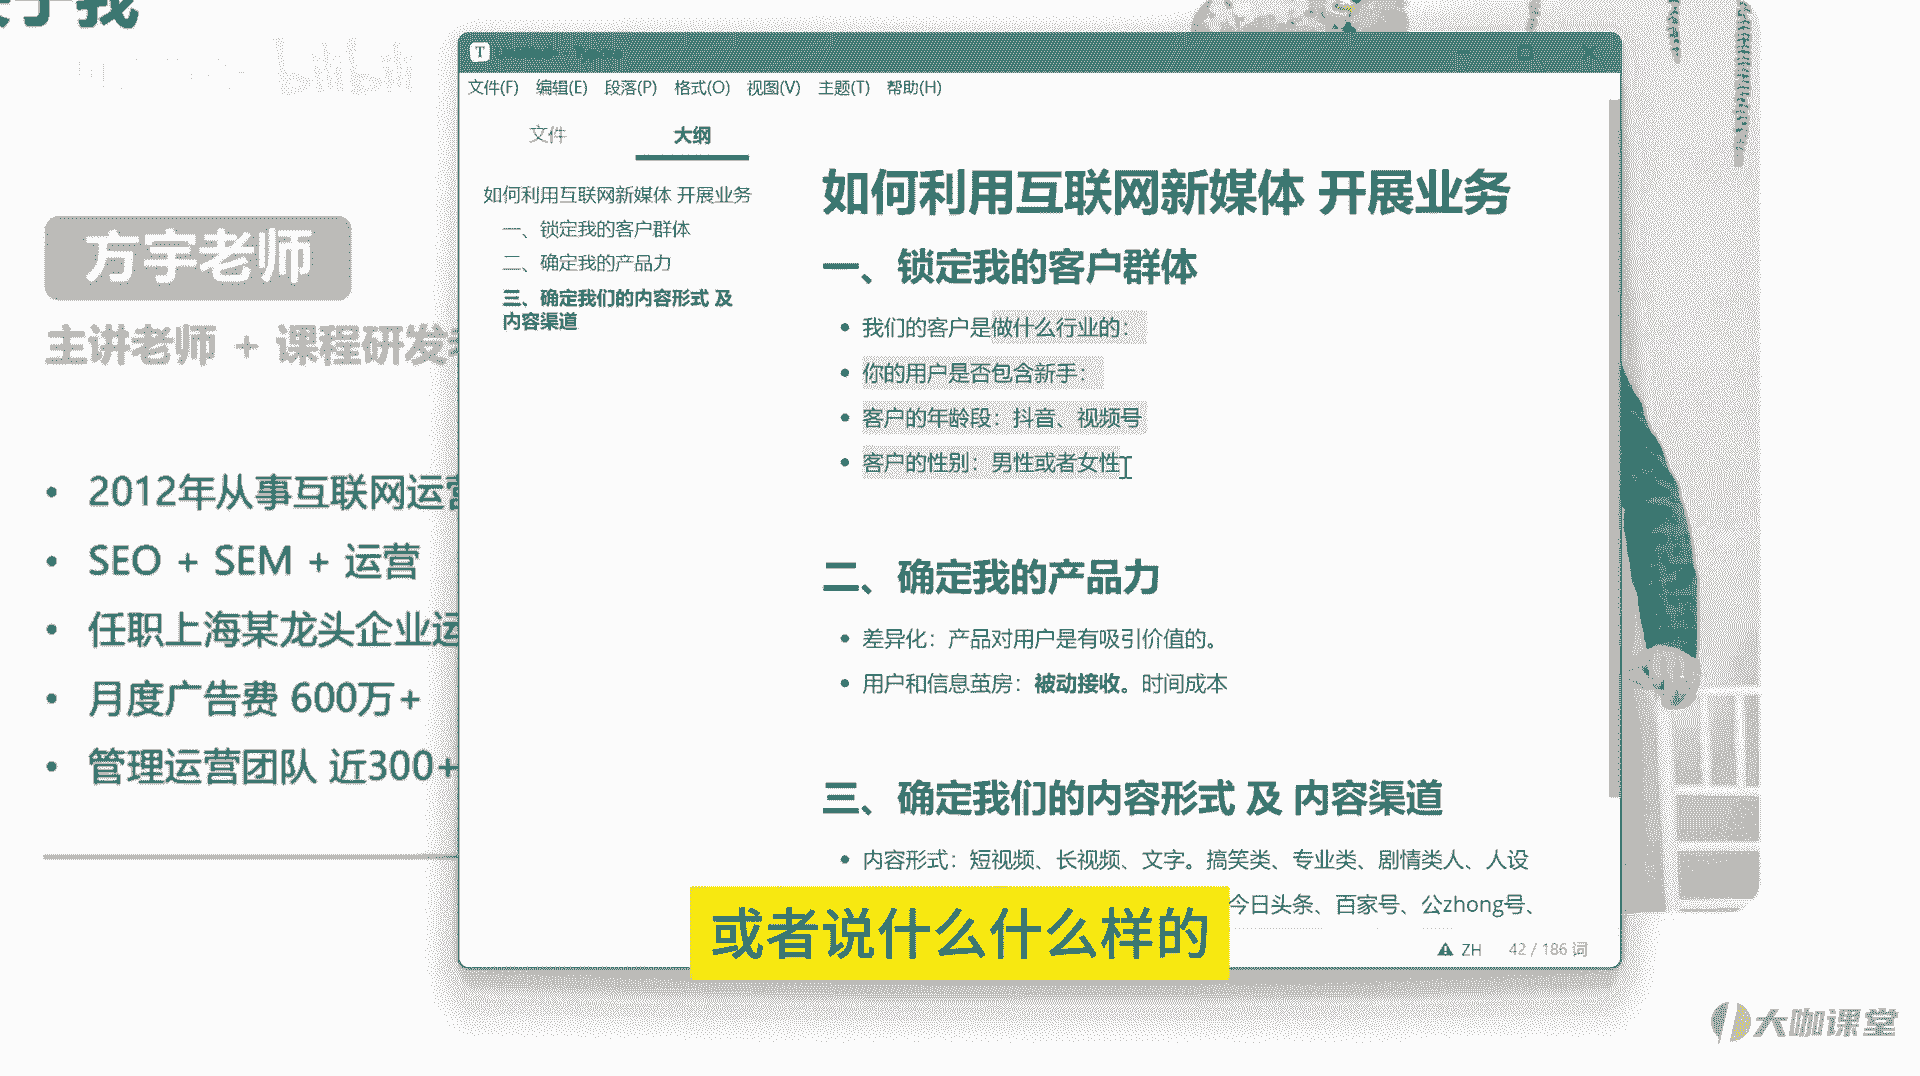 于我
bilibili
方宇老师
主讲老师 + 课程研发
2012年从事互联网运营
SEO + SEM + 运营
任职上海某龙头企业运
月度广告费 600万+
管理运营团队 近300+
T
文件(F) 编辑(E) 段落(P) 格式(O) 视图(V) 主题(T) 帮助(H)
文件 大纲
如何利用互联网新媒体 开展业务
一、锁定我的客户群体
二、确定我的产品力
三、确定我们的内容形式 及
内容渠道
如何利用互联网新媒体 开展业务
一、锁定我的客户群体
我们的客户是做什么行业的：
你的用户是否包含新手：
客户的年龄段：抖音、视频号
客户的性别：男性或者女性
二、确定我的产品力
差异化：产品对用户是有吸引价值的。
用户和信息茧房：被动接收。时间成本
三、确定我们的内容形式 及 内容渠道
内容形式：短视频、长视频、文字。搞笑类、专业类、剧情类人、人设
今日头条、百家号、公zhong号、
或者说什么什么样的
ZH 42 / 186 词
大咖课堂